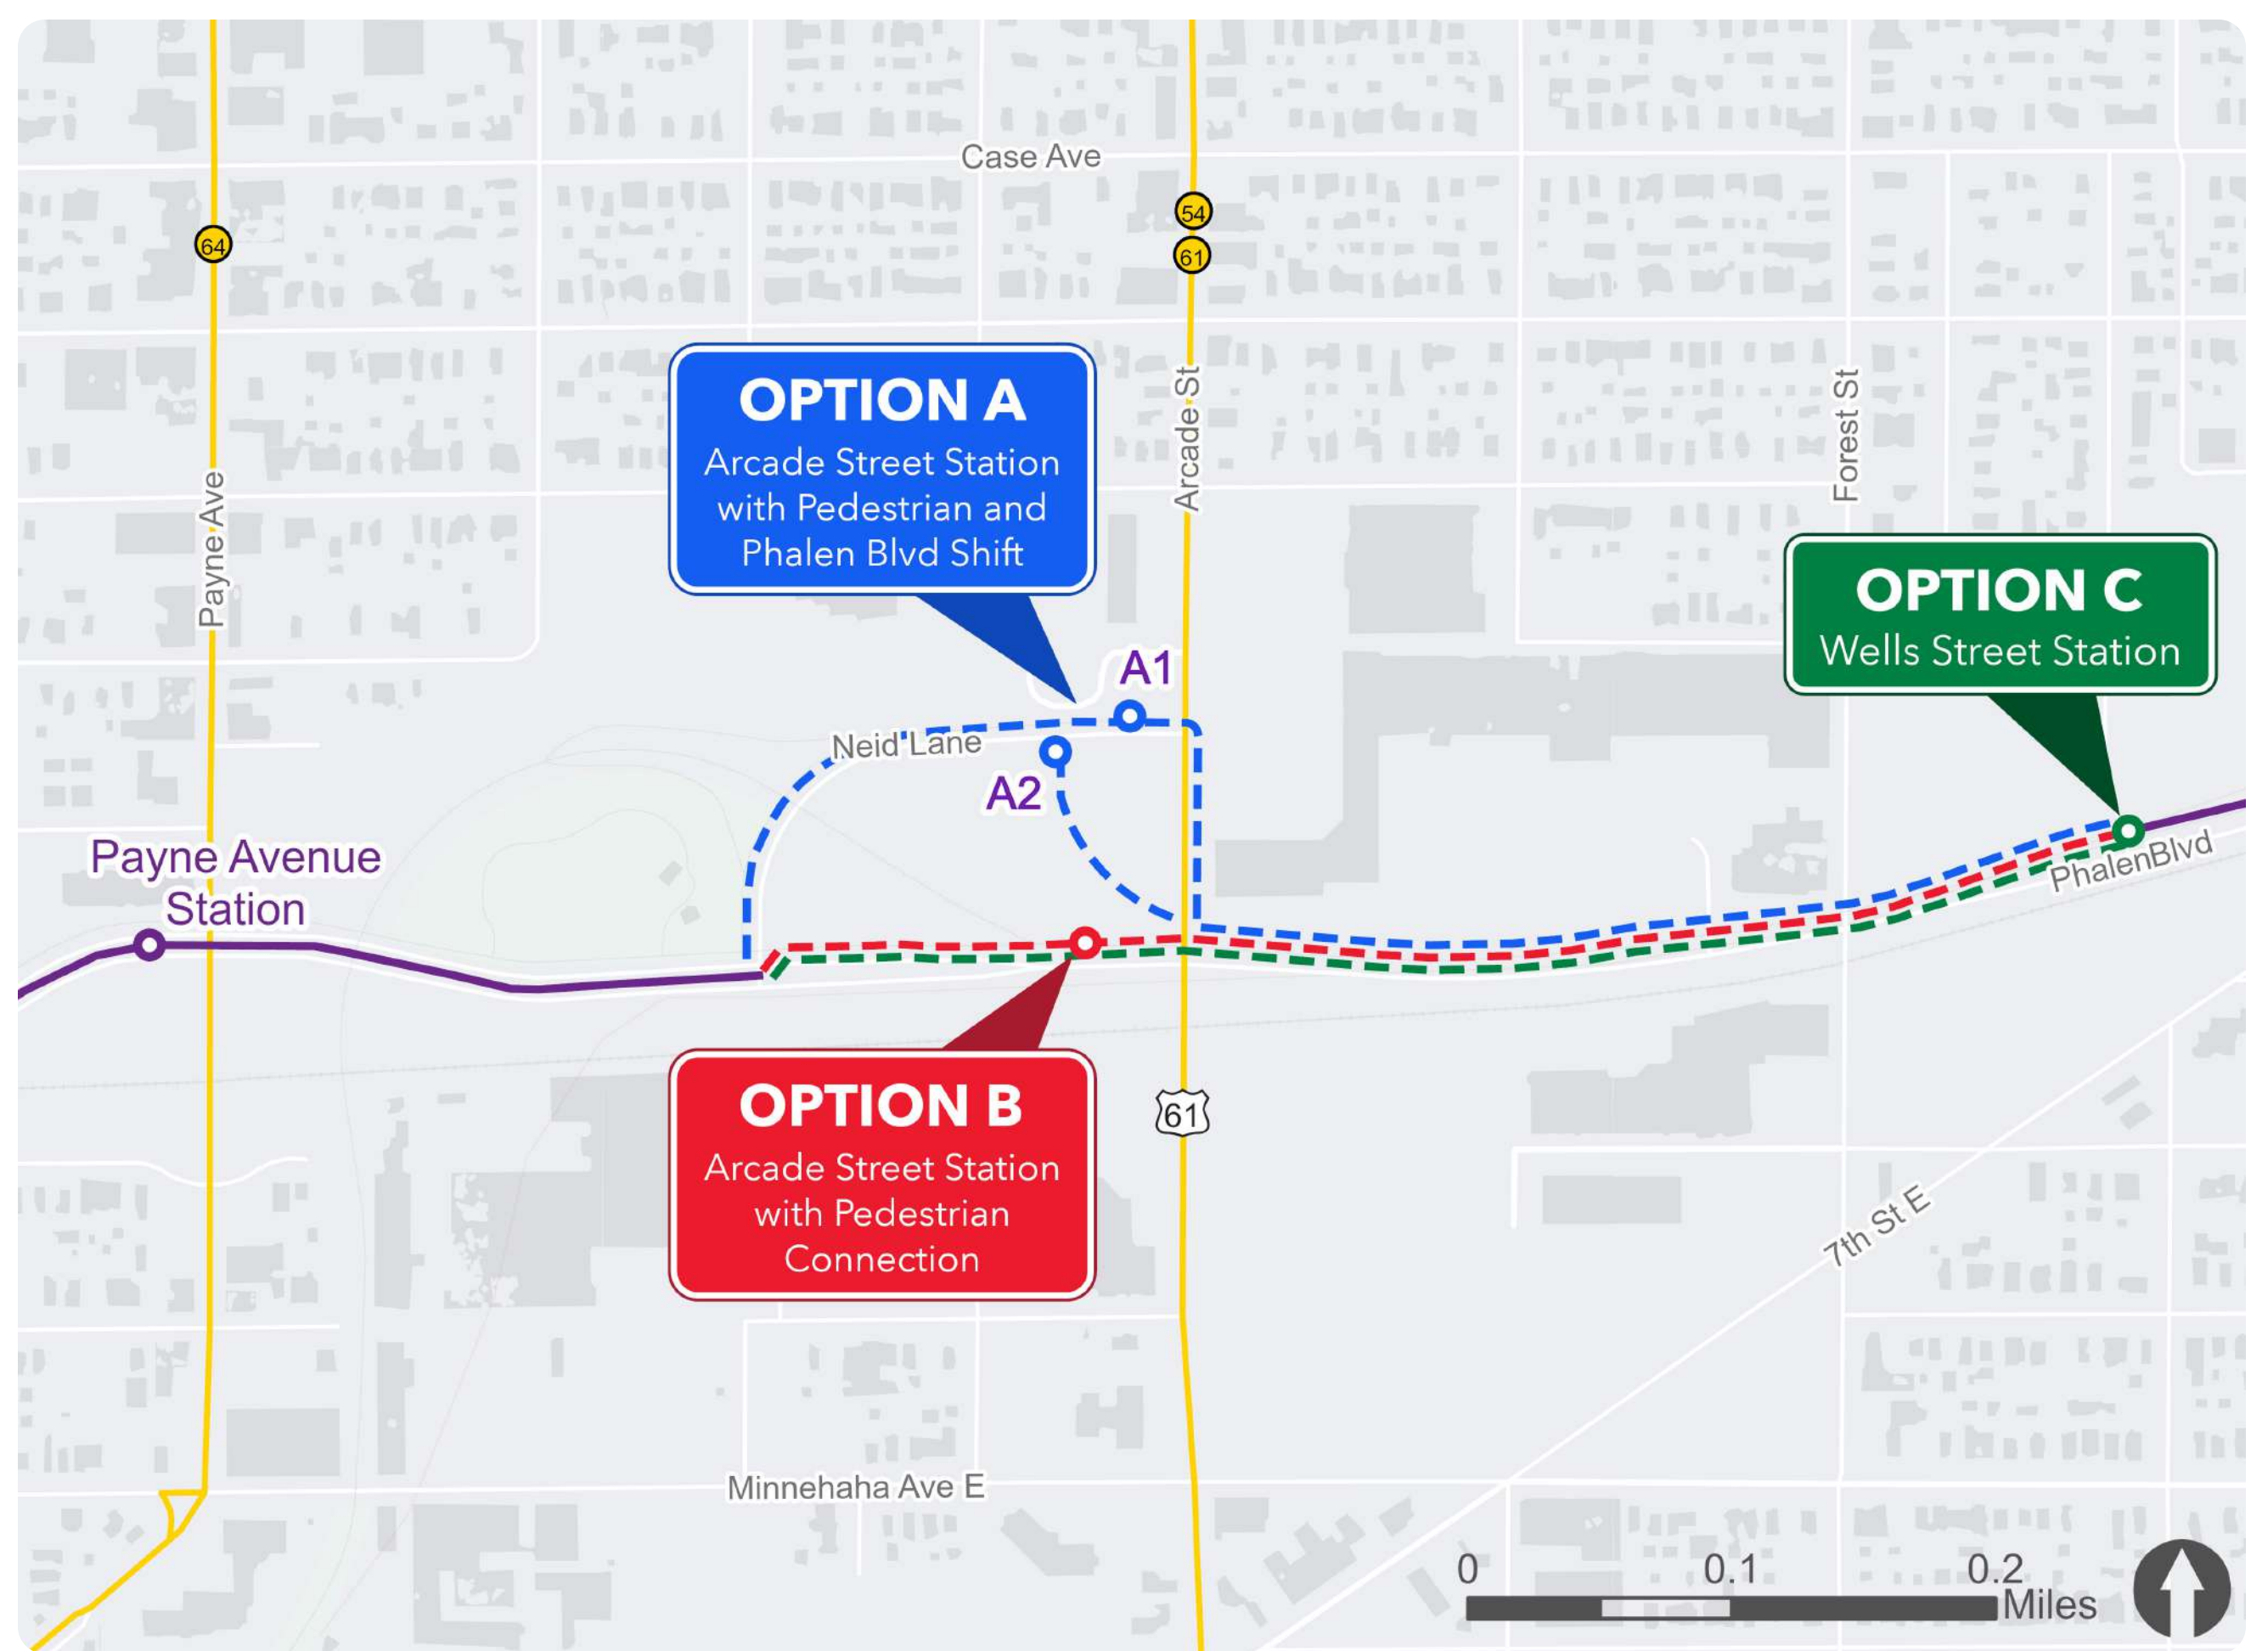 Case Ave
54
64
61
OPTION A
Arcade Street Station
with Pedestrian and
Phalen Blvd Shift
Arcade St
Forest St
Payne Ave
OPTION C
Wells Street Station
A1
Neid Lane
A2
Payne Avenue
Station
PhalenBlvd
OPTION B
Arcade Street Station
with Pedestrian
Connection
61
7th St E
Minnehaha Ave E
0 0.1 0.2
Miles